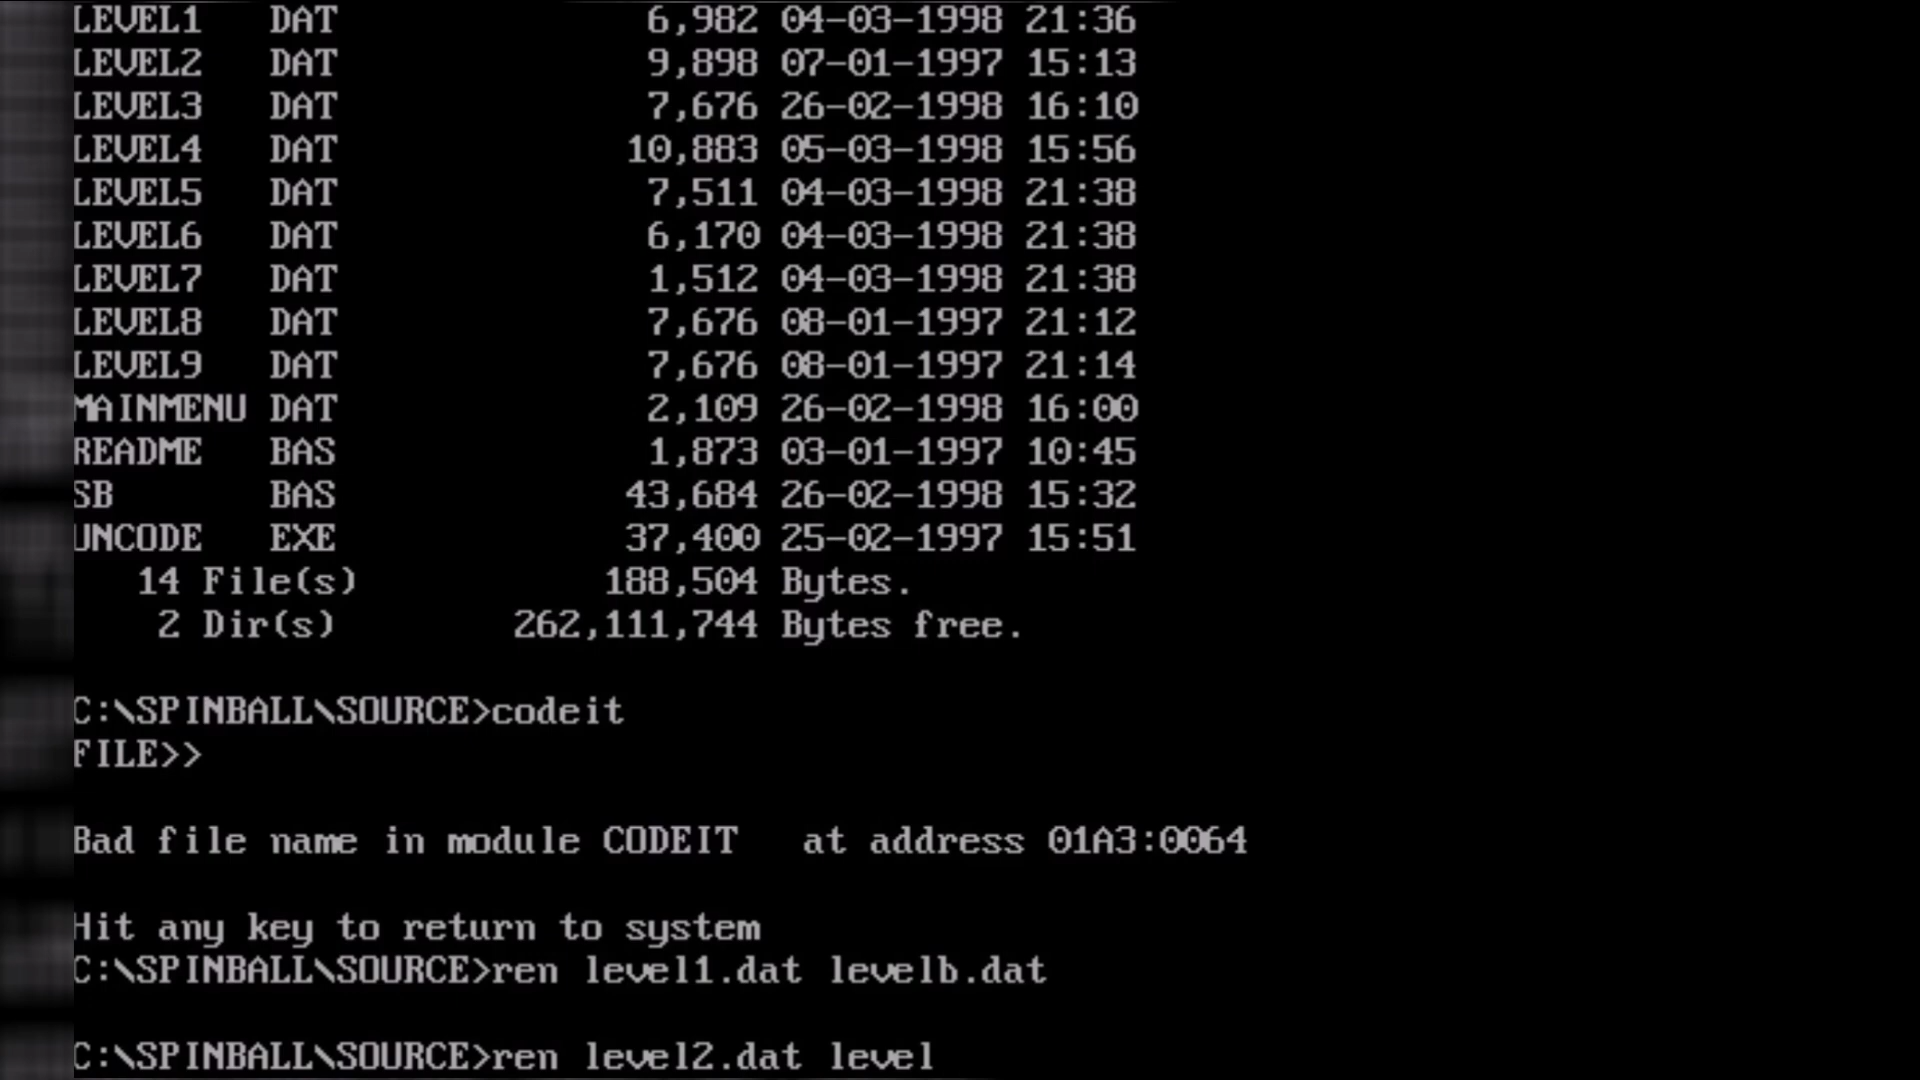 LEVEL1   DAT              6,982 04-03-1998 21:36
LEVEL2   DAT              9,898 07-01-1997 15:13
LEVEL3   DAT              7,676 26-02-1998 16:10
LEVEL4   DAT             10,883 05-03-1998 15:56
LEVEL5   DAT              7,511 04-03-1998 21:38
LEVEL6   DAT              6,170 04-03-1998 21:38
LEVEL7   DAT              1,512 04-03-1998 21:38
LEVEL8   DAT              7,676 08-01-1997 21:12
LEVEL9   DAT              7,676 08-01-1997 21:14
MAINMENU DAT              2,109 26-02-1998 16:00
README   BAS              1,873 03-01-1997 10:45
SB       BAS             43,684 26-02-1998 15:32
UNCODE   EXE             37,400 25-02-1997 15:51
   14 File(s)           188,504 Bytes.
    2 Dir(s)        262,111,744 Bytes free.
C:\SPINBALL\SOURCE>codeit
FILE>>
Bad file name in module CODEIT   at address 01A3:0064
Hit any key to return to system
C:\SPINBALL\SOURCE>ren level1.dat levelb.dat
C:\SPINBALL\SOURCE>ren level2.dat level